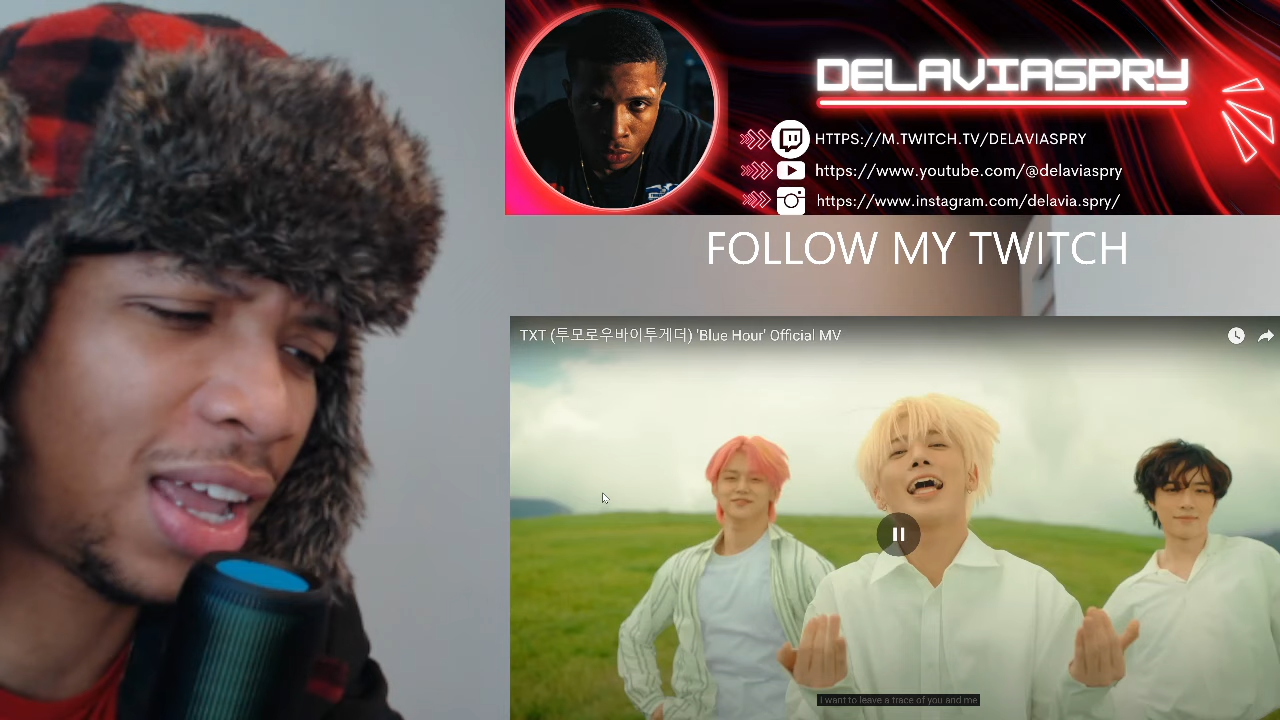 DELAVIASPRY
HTTPS://M.TWITCH.TV/DELAVIASPRY
https://www.youtube.com/@delaviaspry
https://www.instagram.com/delavia.spry/
FOLLOW MY TWITCH
TXT (투모로우바이투게더) 'Blue Hour' Official MV
I want to leave a trace of you and me